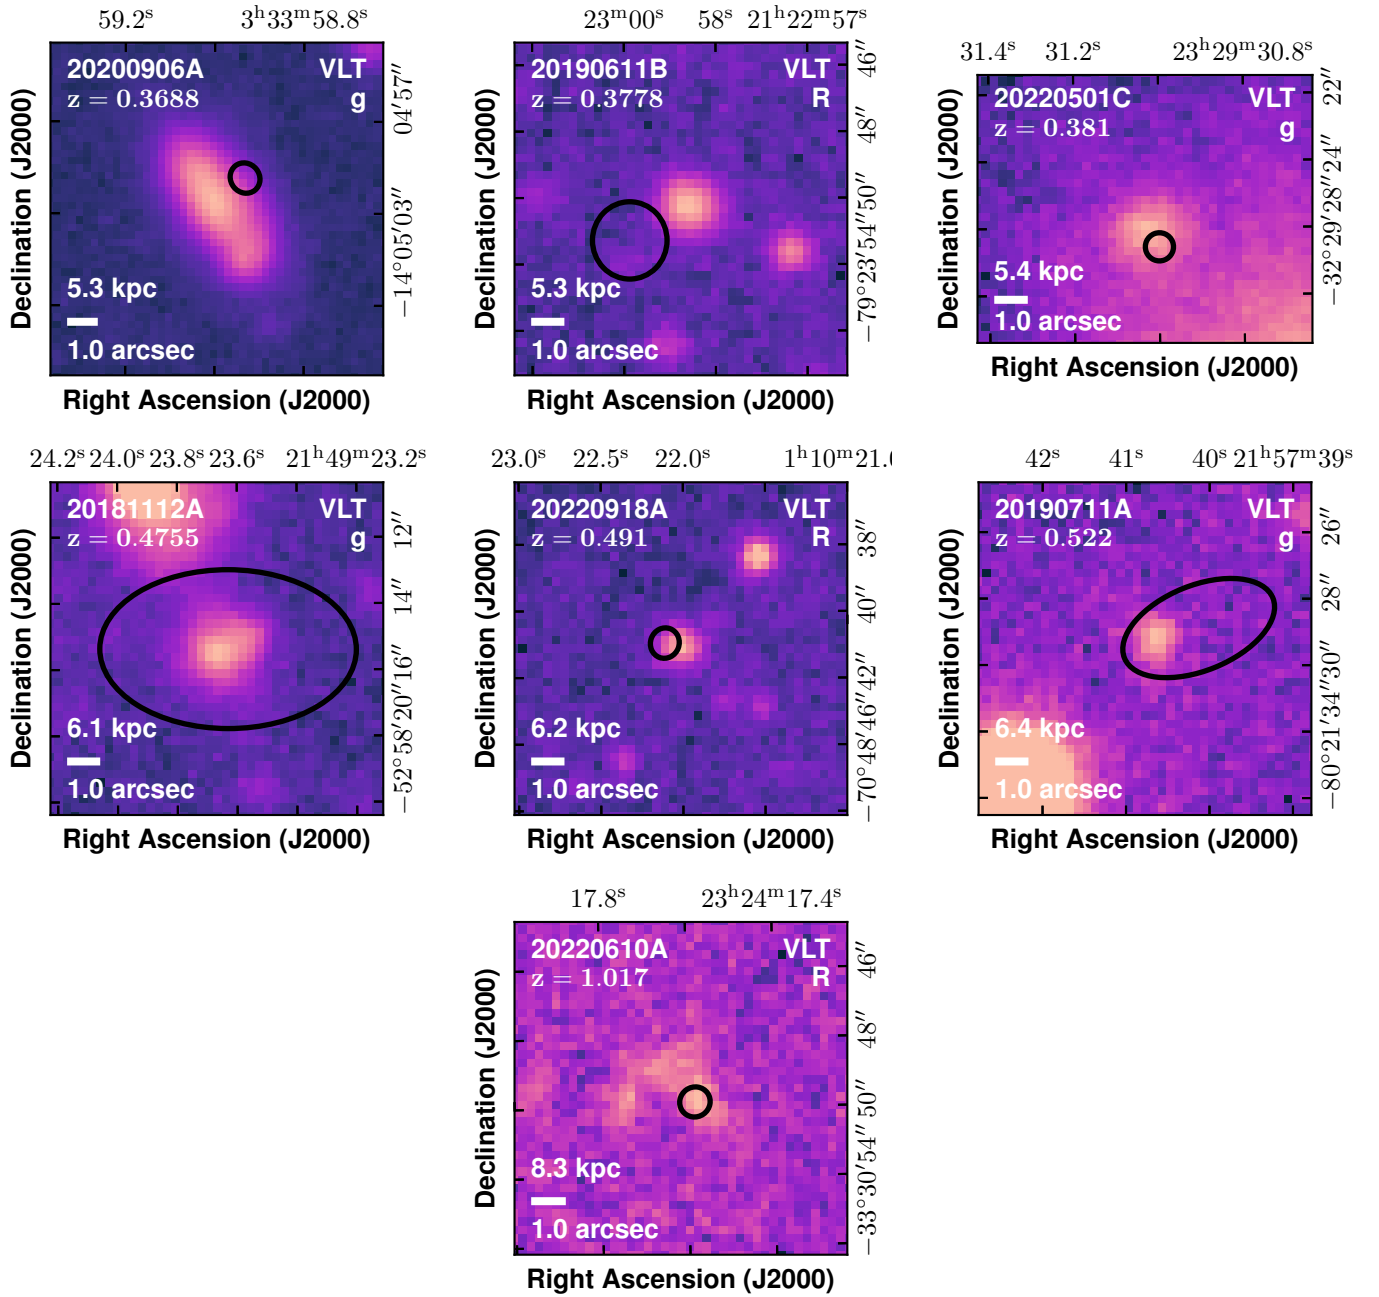 59.2ˢ 3ʰ33ᵐ58.8ˢ
20200906A VLT
z = 0.3688 g
5.3 kpc
1.0 arcsec
Declination (J2000)
Right Ascension (J2000)
04′57″
−14°05′03″
23ᵐ00ˢ 58ˢ 21ʰ22ᵐ57ˢ
20190611B VLT
z = 0.3778 R
5.3 kpc
1.0 arcsec
Declination (J2000)
Right Ascension (J2000)
46″
48″
−79°23′54″50″
31.4ˢ 31.2ˢ 23ʰ29ᵐ30.8ˢ
20220501C VLT
z = 0.381 g
5.4 kpc
1.0 arcsec
Declination (J2000)
Right Ascension (J2000)
22″
−32°29′28″24″
24.2ˢ 24.0ˢ 23.8ˢ 23.6ˢ 21ʰ49ᵐ23.2ˢ
20181112A VLT
z = 0.4755 g
6.1 kpc
1.0 arcsec
Declination (J2000)
Right Ascension (J2000)
12″
14″
−52°58′20″16″
23.0ˢ 22.5ˢ 22.0ˢ 1ʰ10ᵐ21.0
20220918A VLT
z = 0.491 R
6.2 kpc
1.0 arcsec
Declination (J2000)
Right Ascension (J2000)
38″
40″
−70°48′46″42″
42ˢ 41ˢ 40ˢ 21ʰ57ᵐ39ˢ
20190711A VLT
z = 0.522 g
6.4 kpc
1.0 arcsec
Declination (J2000)
Right Ascension (J2000)
26″
28″
−80°21′34″30″
17.8ˢ 23ʰ24ᵐ17.4ˢ
20220610A VLT
z = 1.017 R
8.3 kpc
1.0 arcsec
Declination (J2000)
Right Ascension (J2000)
46″
48″
−33°30′54″ 50″